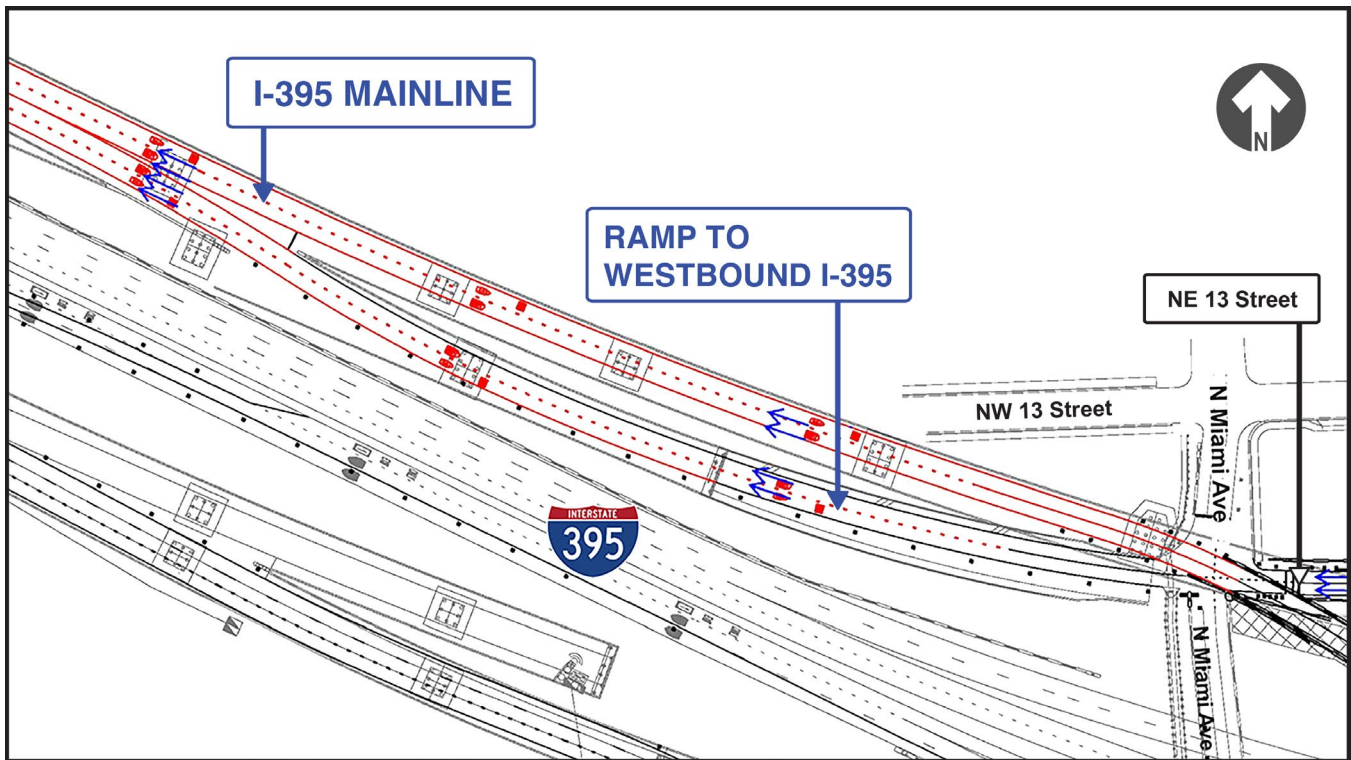 I-395 MAINLINE
N
RAMP TO
WESTBOUND I-395
NE 13 Street
NW 13 Street
N Miami Ave
INTERSTATE
395
N Miami Ave